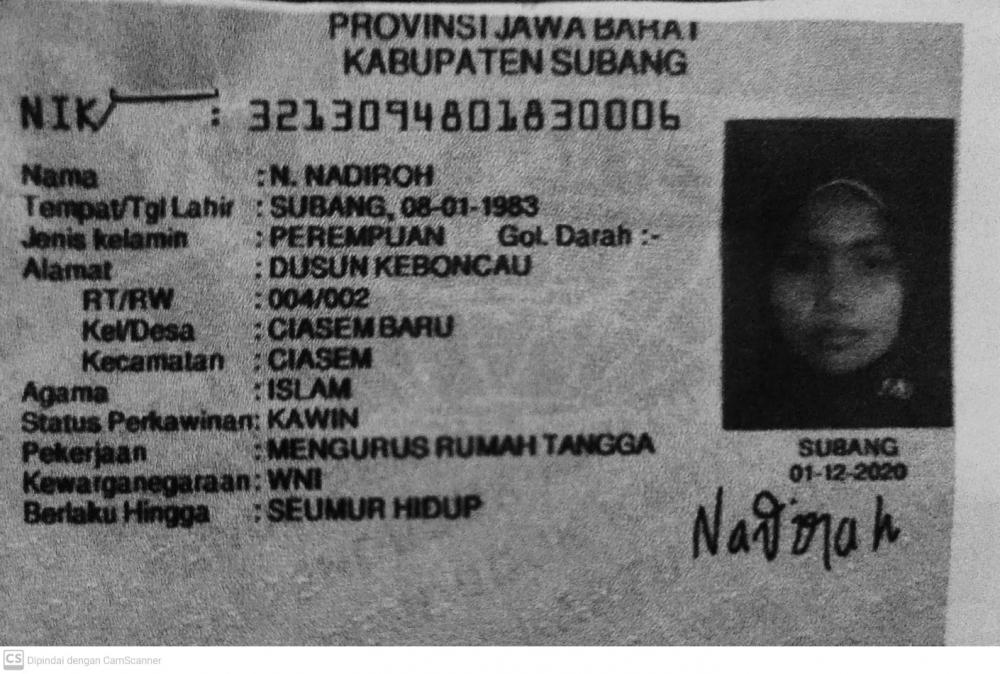 PROVINSI JAWA BARAT
KABUPATEN SUBANG
NIK : 3213094801830006
Nama : N. NADIROH
Tempat/Tgl Lahir : SUBANG, 08-01-1983
Jenis kelamin : PEREMPUAN Gol. Darah :-
Alamat : DUSUN KEBONCAU
RT/RW : 004/002
Kel/Desa : CIASEM BARU
Kecamatan : CIASEM
Agama : ISLAM
Status Perkawinan: KAWIN
Pekerjaan : MENGURUS RUMAH TANGGA
Kewarganegaraan: WNI
Berlaku Hingga : SEUMUR HIDUP
SUBANG
01-12-2020
CS Dipindai dengan CamScanner